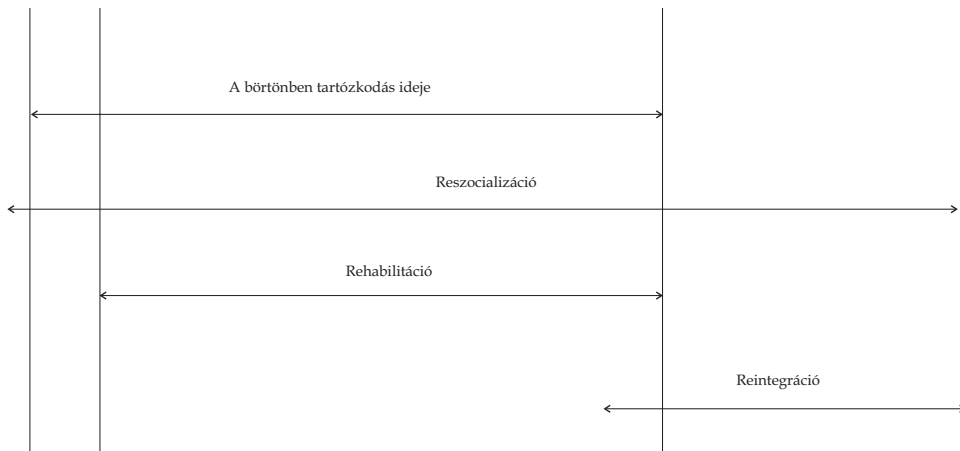 A börtönben tartózkodás ideje
Reszocializáció
Rehabilitáció
Reintegráció